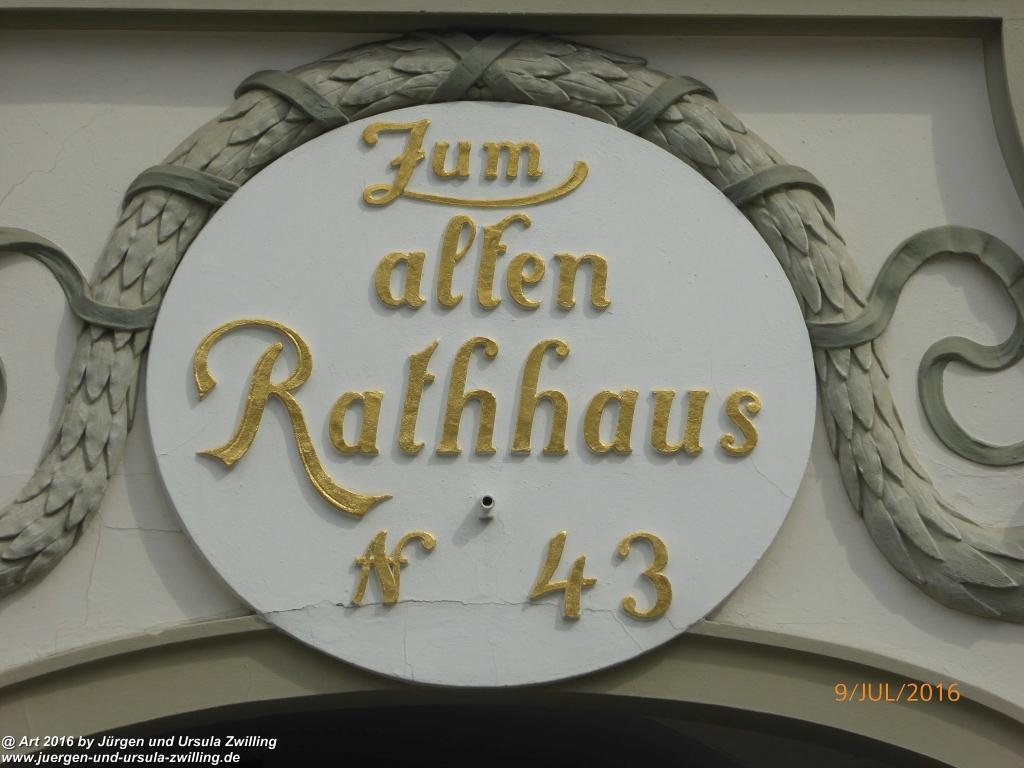 Zum
alten
Rathhaus
N 43
9/JUL/2016
@ Art 2016 by Jürgen und Ursula Zwilling
www.juergen-und-ursula-zwilling.de